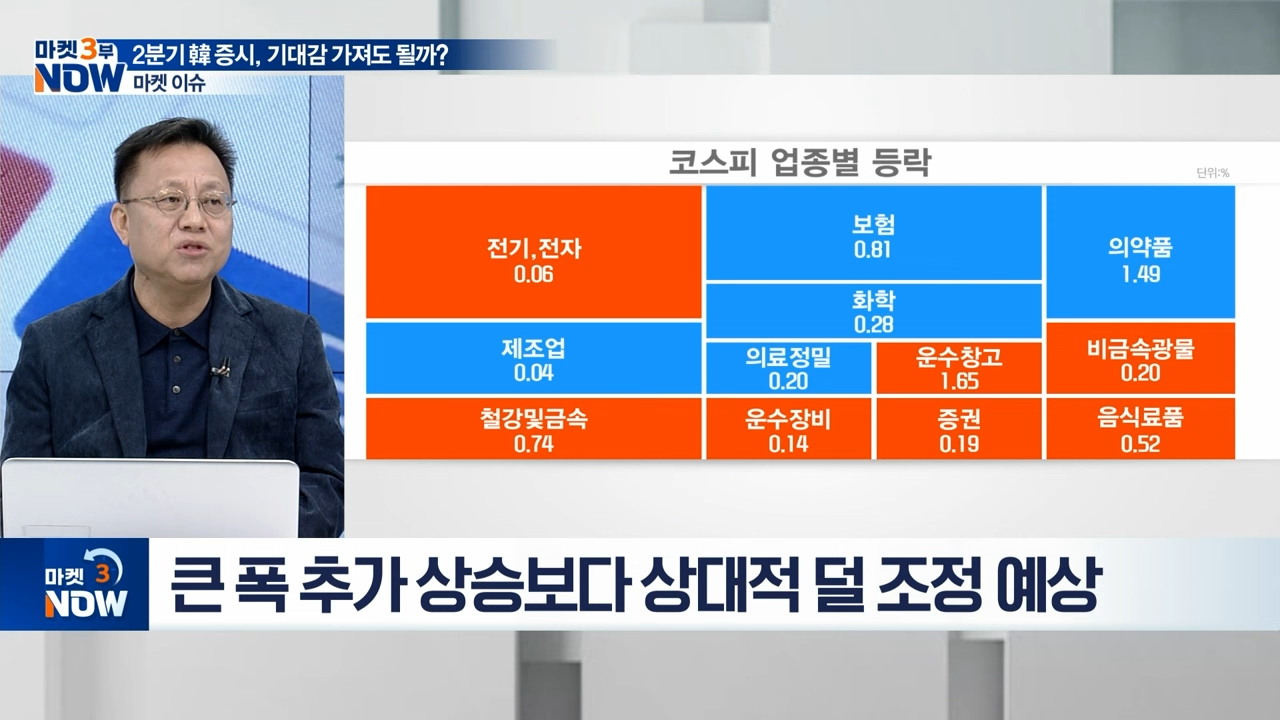 마켓 3부 NOW
2분기 韓 증시, 기대감 가져도 될까?
마켓 이슈
코스피 업종별 등락
단위:%
전기,전자
0.06
보험
0.81
의약품
1.49
화학
0.28
제조업
0.04
의료정밀
0.20
운수창고
1.65
비금속광물
0.20
철강및금속
0.74
운수장비
0.14
증권
0.19
음식료품
0.52
마켓 3
NOW
큰 폭 추가 상승보다 상대적 덜 조정 예상